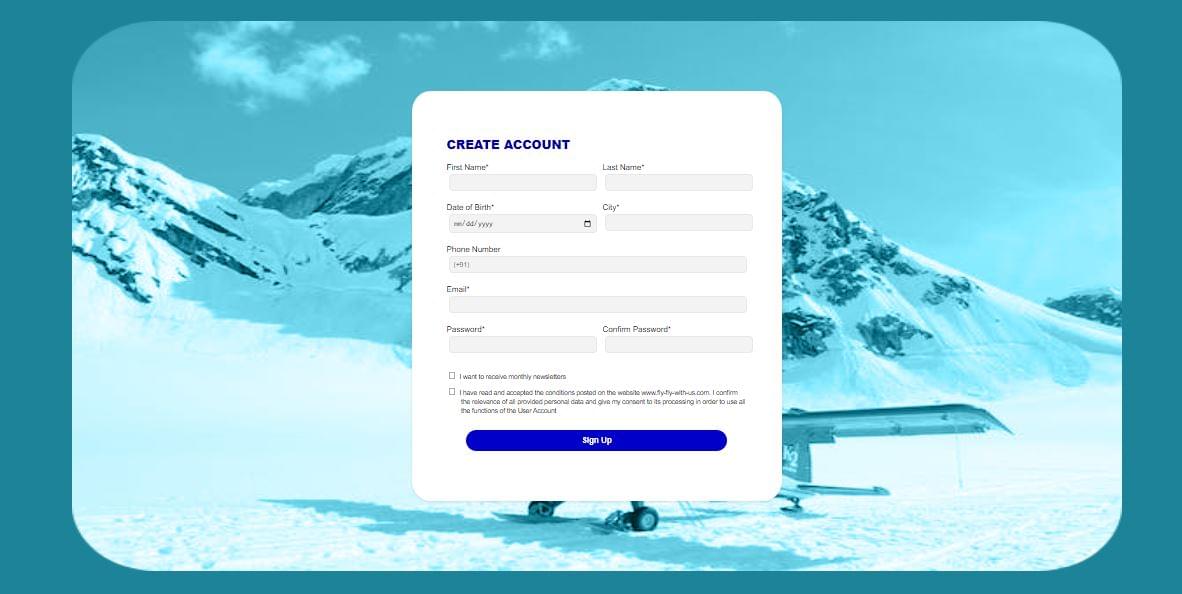 CREATE ACCOUNT
First Name* Last Name*
Date of Birth* City*
mm/dd/yyyy
Phone Number
(+91)
Email*
Password* Confirm Password*
I want to receive monthly newsletters
I have read and accepted the conditions posted on the website www.fly-fly-with-us.com. I confirm
the relevance of all provided personal data and give my consent to its processing in order to use all
the functions of the User Account
Sign Up
K2